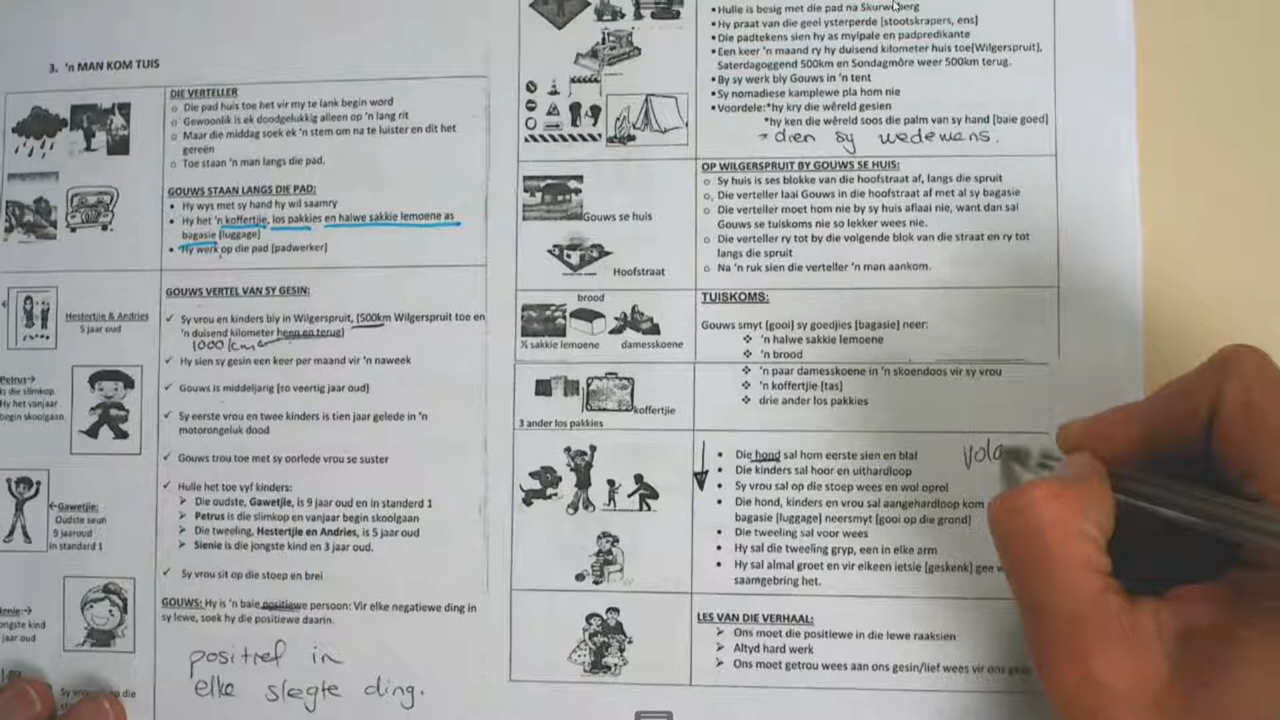 3. 'n MAN KOM TUIS
DIE VERTELLER
o Die pad huis toe het vir my te lank begin word
o Gewoonlik is ek doodgelukkig alleen op 'n lang rit
o Maar die middag soek ek 'n stem om na te luister en dit het
gereën
o Toe staan 'n man langs die pad.
GOUWS STAAN LANGS DIE PAD:
• Hy wys met sy hand hy wil saamry
• Hy het 'n koffertjie, los pakkies en halwe sakkie lemoene as
bagasie [luggage]
• Hy werk op die pad [padwerker]
Hestertjie & Andries
5 jaar oud
Petrus→
is die slimkop.
Hy het vanjaar
begin skoolgaan
←Gawetjie:
Oudste seun
9 jaaroud
in standard 1
jaar oud
GOUWS VERTEL VAN SY GESIN:
✓ Sy vrou en kinders bly in Wilgerspruit, (500km Wilgerspruit toe en
'n duisend kilometer heen en terug)
1000km
✓ Hy sien sy gesin een keer per maand vir 'n naweek
✓ Gouws is middeljarig [so veertig jaar oud]
✓ Sy eerste vrou en twee kinders is tien jaar gelede in 'n
motorongeluk dood
✓ Gouws trou toe met sy oorlede vrou se suster
✓ Hulle het toe vyf kinders:
➢ Die oudste, Gawetjie, is 9 jaar oud en in standerd 1
➢ Petrus is die slimkop en vanjaar begin skoolgaan
➢ Die tweeling, Hestertjie en Andries, is 5 jaar oud
➢ Sienie is die jongste kind en 3 jaar oud.
✓ Sy vrou sit op die stoep en brei
GOUWS: Hy is 'n baie positiewe persoon: Vir elke negatiewe ding in
sy lewe, soek hy die positiewe daarin.
positief in
elke slegte ding.
• Hulle is besig met die pad na
• Hy praat van die geel ysterperde [stootskrapers, ens]
• Die padtekens sien hy as mylpale en padpredikante
• Een keer 'n maand ry hy duisend kilometer huis toe[Wilgerspruit],
Saterdagoggend 500km en Sondagmôre weer 500km terug.
• By sy werk bly Gouws in 'n tent
• Sy nomadiese kamplewe pla hom nie
• Voordele:*hy kry die wêreld gesien
*hy ken die wêreld soos die palm van sy hand [baie goed]
* dien sy medemens.
Gouws se huis
Hoofstraat
OP WILGERSPRUIT BY GOUWS SE HUIS:
o Sy huis is ses blokke van die hoofstraat af, langs die spruit
o Die verteller laai Gouws in die hoofstraat af met al sy bagasie
o Die verteller moet hom nie by sy huis aflaai nie, want dan sal
Gouws se tuiskoms nie so lekker wees nie.
o Die verteller ry tot by die volgende blok van die straat en ry tot
langs die spruit
o Na 'n ruk sien die verteller 'n man aankom.
brood
½ sakkie lemoene damesskoene
TUISKOMS:
Gouws smyt [gooi] sy goedjies [bagasie] neer:
❖ 'n halwe sakkie lemoene
❖ 'n brood
❖ 'n paar damesskoene in 'n skoendoos vir sy vrou
❖ 'n koffertjie [tas]
❖ drie ander los pakkies
koffertjie
3 ander los pakkies
• Die hond sal hom eerste sien en blaf
• Die kinders sal hoor en uithardloop
• Sy vrou sal op die stoep wees en wol oprol
• Die hond, kinders en vrou sal aangehardloop kom
bagasie [luggage] neersmyt [gooi op die grond]
• Die tweeling sal voor wees
• Hy sal die tweeling gryp, een in elke arm
• Hy sal almal groet en vir elkeen ietsie [geskenk] gee
saamgebring het.
LES VAN DIE VERHAAL:
➢ Ons moet die positiewe in die lewe raaksien
➢ Altyd hard werk
➢ Ons moet getrou wees aan ons gesin/lief wees vir ons